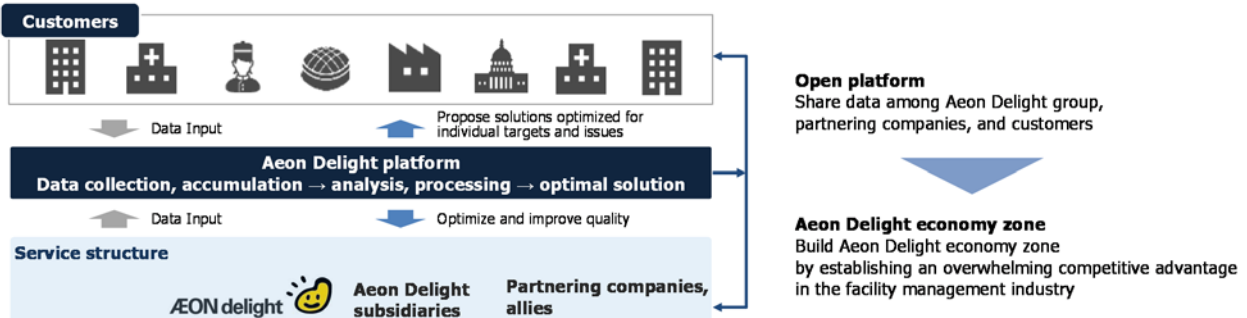 Customers
Data Input
Propose solutions optimized for
individual targets and issues
Aeon Delight platform
Data collection, accumulation → analysis, processing → optimal solution
Data Input
Optimize and improve quality
Service structure
ÆON delight
Aeon Delight
subsidiaries
Partnering companies,
allies
Open platform
Share data among Aeon Delight group,
partnering companies, and customers
Aeon Delight economy zone
Build Aeon Delight economy zone
by establishing an overwhelming competitive advantage
in the facility management industry